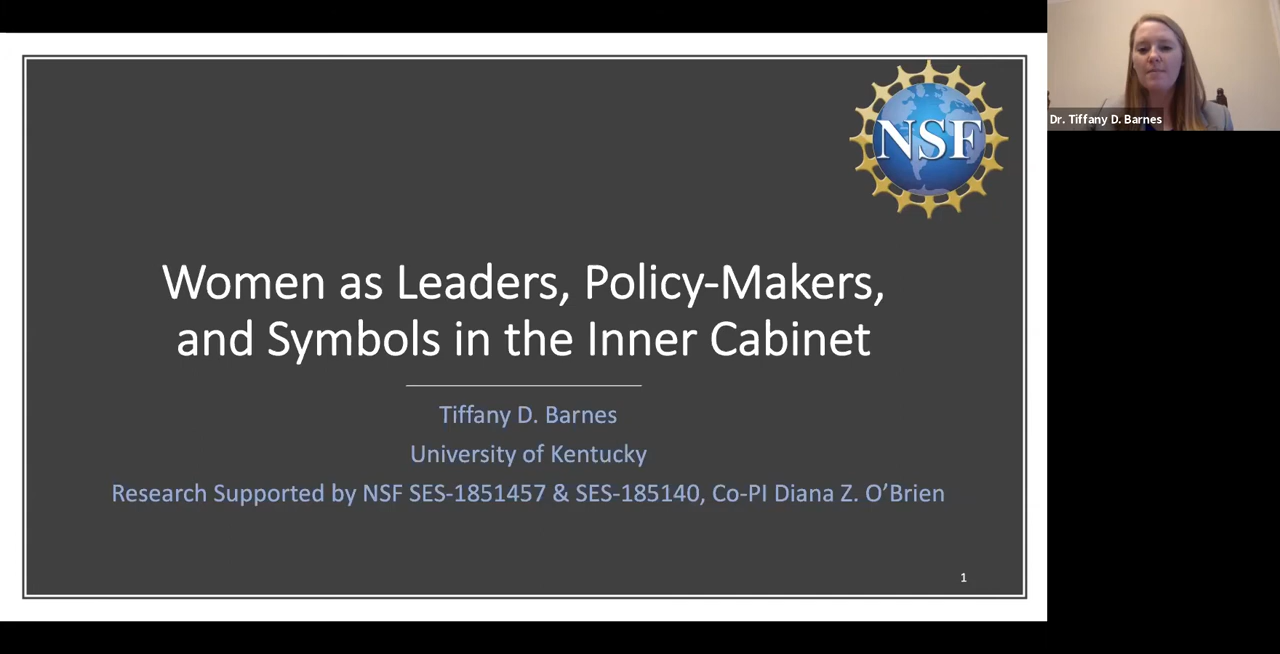 NSF
Dr. Tiffany D. Barnes
Women as Leaders, Policy-Makers,
and Symbols in the Inner Cabinet
Tiffany D. Barnes
University of Kentucky
Research Supported by NSF SES-1851457 & SES-185140, Co-PI Diana Z. O’Brien
1